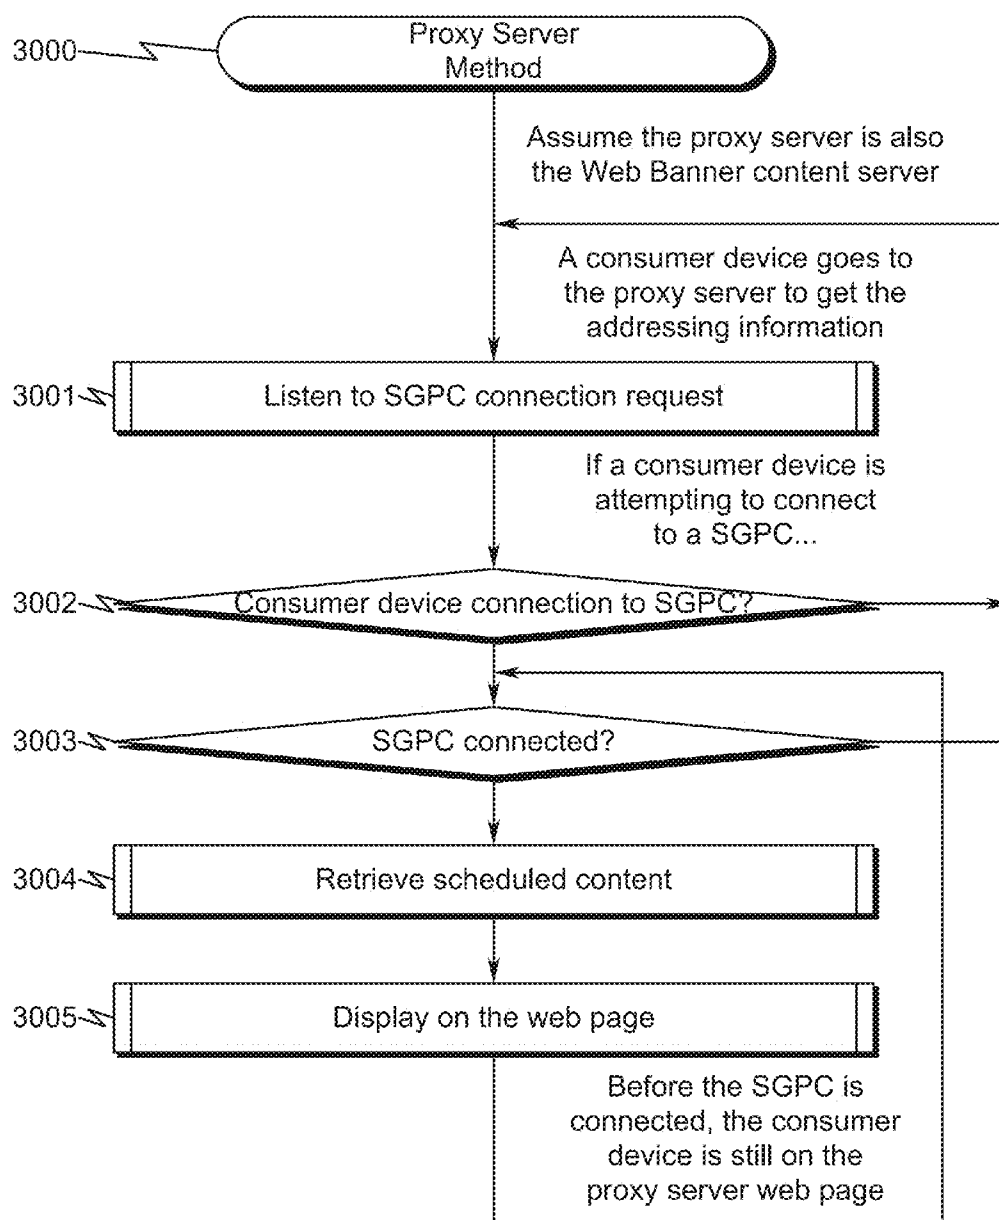 3000
Proxy Server
Method
Assume the proxy server is also
the Web Banner content server
A consumer device goes to
the proxy server to get the
addressing information
3001
Listen to SGPC connection request
If a consumer device is
attempting to connect
to a SGPC...
3002
Consumer device connection to SGPC?
3003
SGPC connected?
3004
Retrieve scheduled content
3005
Display on the web page
Before the SGPC is
connected, the consumer
device is still on the
proxy server web page